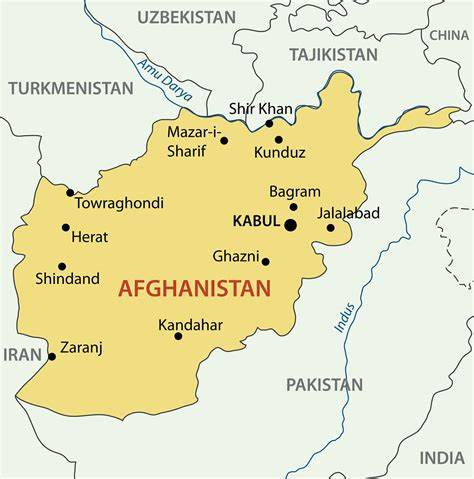 UZBEKISTAN
CHINA
TAJIKISTAN
TURKMENISTAN
Amu Darya
Shir Khan
Mazar-i-
Sharif
Kunduz
Bagram
Towraghondi
KABUL
Jalalabad
Herat
Ghazni
Shindand
AFGHANISTAN
Indus
Kandahar
IRAN
Zaranj
PAKISTAN
INDIA